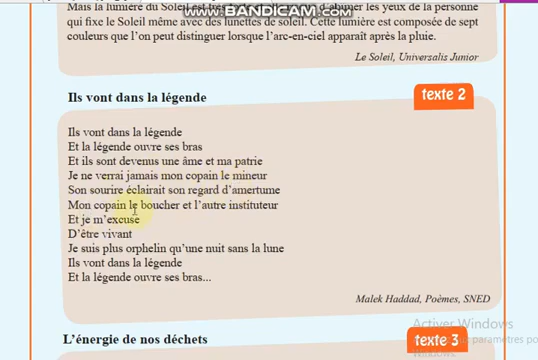 Mais la lumière du Soleil est très
d'abîmer les yeux de la personne
www.BANDICAM.com
qui fixe le Soleil même avec des lunettes de soleil. Cette lumière est composée de sept
couleurs que l'on peut distinguer lorsque l'arc-en-ciel apparaît après la pluie.
Le Soleil, Universalis Junior
texte 2
Ils vont dans la légende
Ils vont dans la légende
Et la légende ouvre ses bras
Et ils sont devenus une âme et ma patrie
Je ne verrai jamais mon copain le mineur
Son sourire éclairait son regard d'amertume
Mon copain le boucher et l'autre instituteur
Et je m'excuse
D'être vivant
Je suis plus orphelin qu'une nuit sans la lune
Ils vont dans la légende
Et la légende ouvre ses bras...
Malek Haddad, Poèmes, SNED
Activer Windows
paramètres
Windows.
L'énergie de nos déchets
texte 3